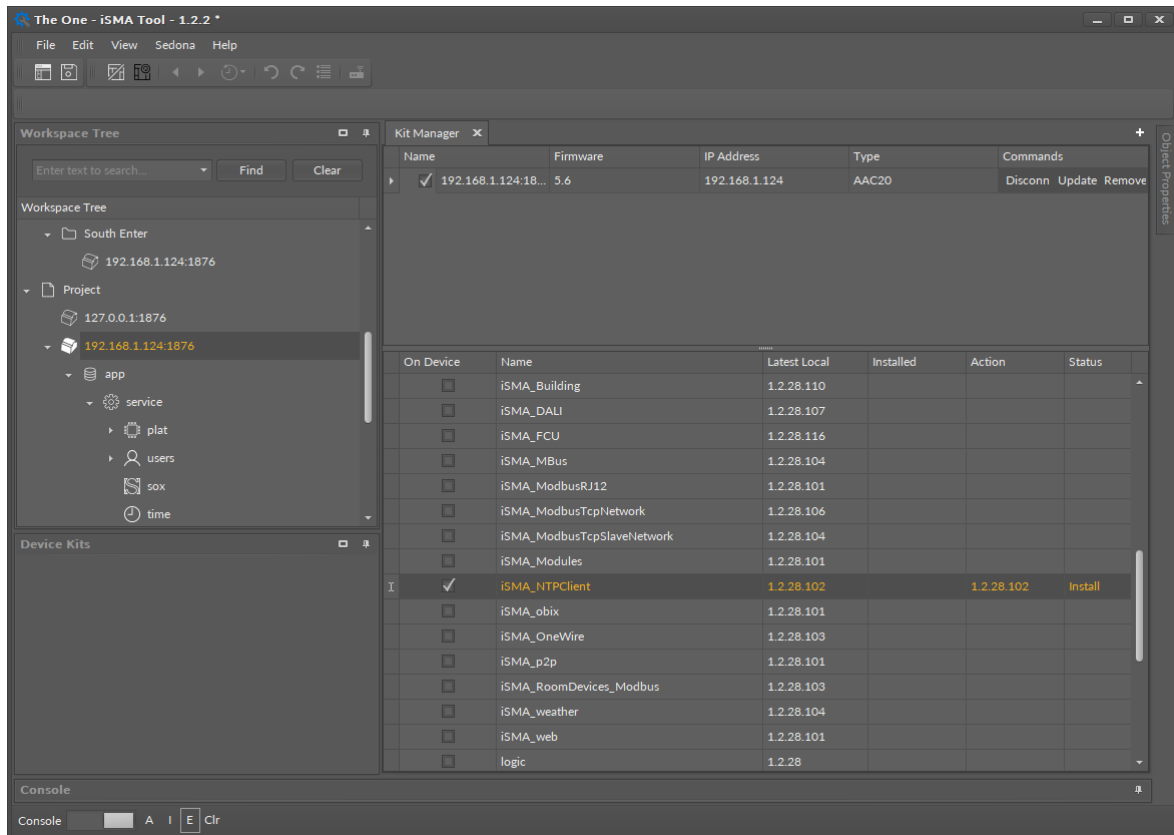 The One - iSMA Tool - 1.2.2 *
File Edit View Sedona Help
Workspace Tree
Enter text to search... Find Clear
Workspace Tree
South Enter
192.168.1.124:1876
Project
127.0.0.1:1876
192.168.1.124:1876
app
service
plat
users
sox
time
Device Kits
Kit Manager
Name Firmware IP Address Type Commands
192.168.1.124:18... 5.6 192.168.1.124 AAC20 Disconn Update Remove
On Device Name Latest Local Installed Action Status
iSMA_Building 1.2.28.110
iSMA_DALI 1.2.28.107
iSMA_FCU 1.2.28.116
iSMA_MBus 1.2.28.104
iSMA_ModbusRJ12 1.2.28.101
iSMA_ModbusTcpNetwork 1.2.28.106
iSMA_ModbusTcpSlaveNetwork 1.2.28.104
iSMA_Modules 1.2.28.101
iSMA_NTPClient 1.2.28.102 1.2.28.102 Install
iSMA_obix 1.2.28.101
iSMA_OneWire 1.2.28.103
iSMA_p2p 1.2.28.101
iSMA_RoomDevices_Modbus 1.2.28.103
iSMA_weather 1.2.28.104
iSMA_web 1.2.28.101
logic 1.2.28
Object Properties
Console
Console A I E Clr